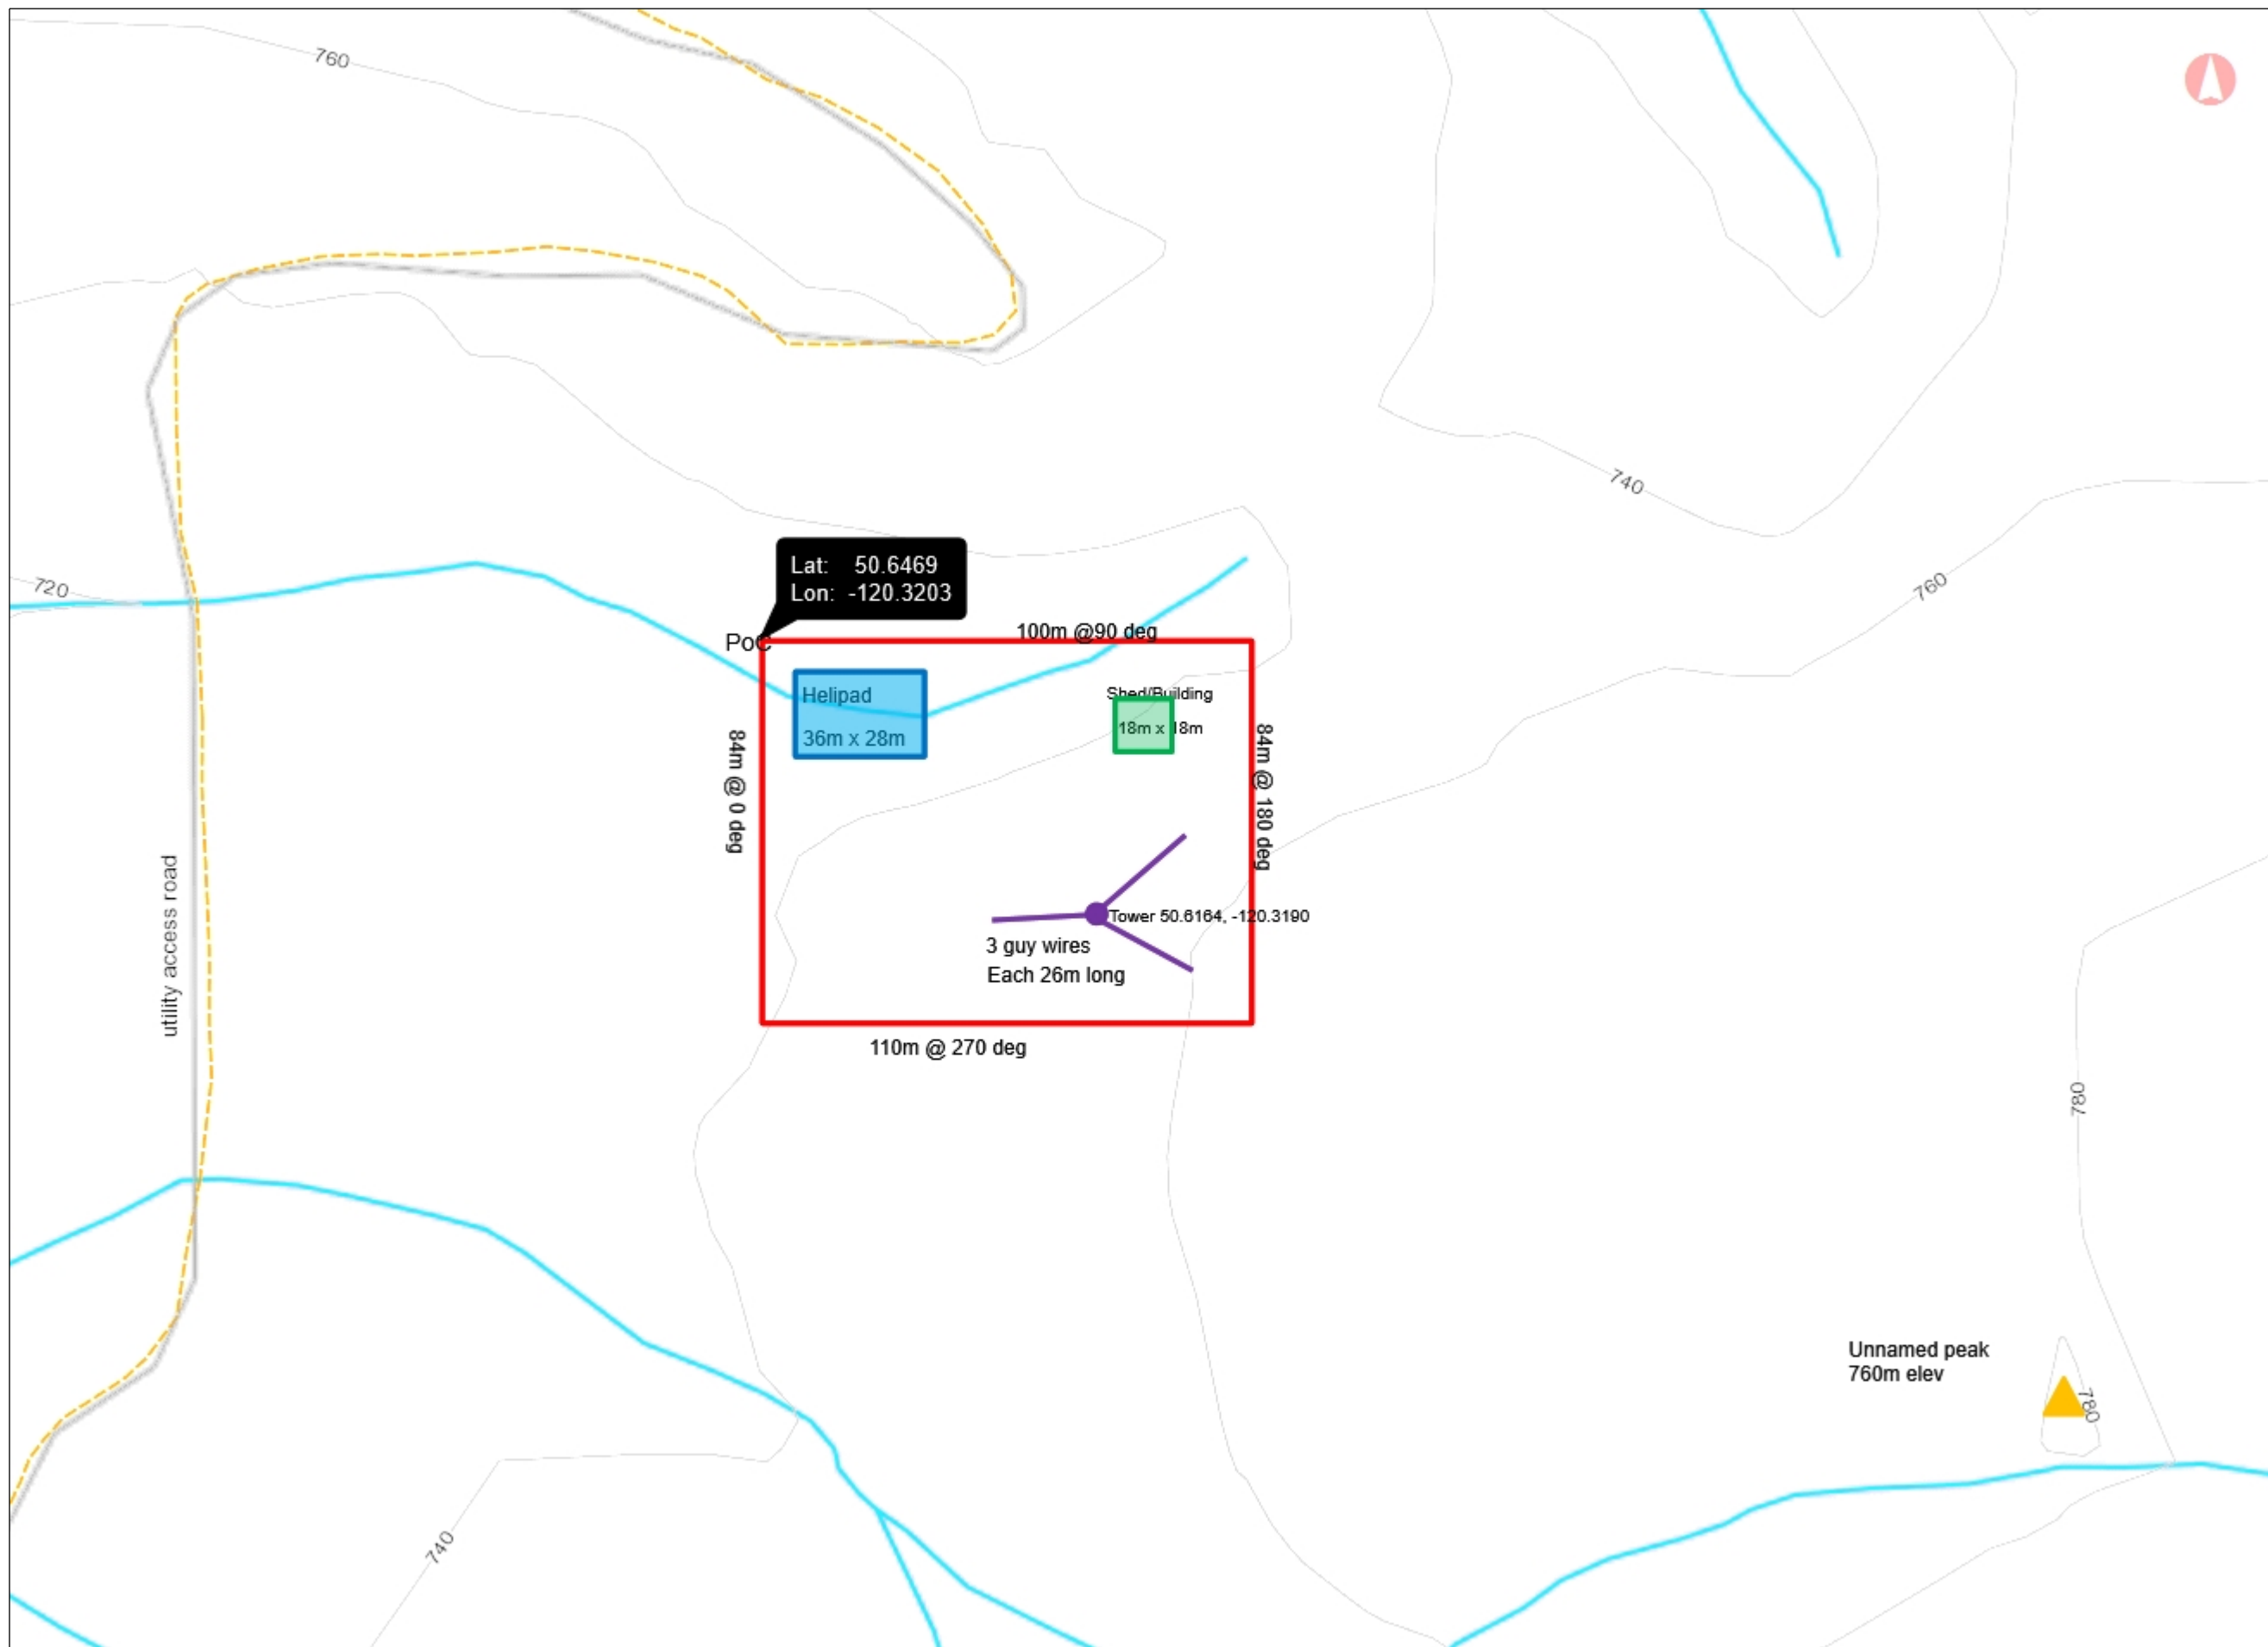 760
740
720
Lat: 50.6469
Lon: -120.3203
760
100m @90 deg
PoC
Helipad
36m x 28m
Shed/Building
18m x 18m
84m @ 0 deg
84m @ 180 deg
utility access road
Tower 50.6164, -120.3190
3 guy wires
Each 26m long
110m @ 270 deg
780
Unnamed peak
760m elev
780
740